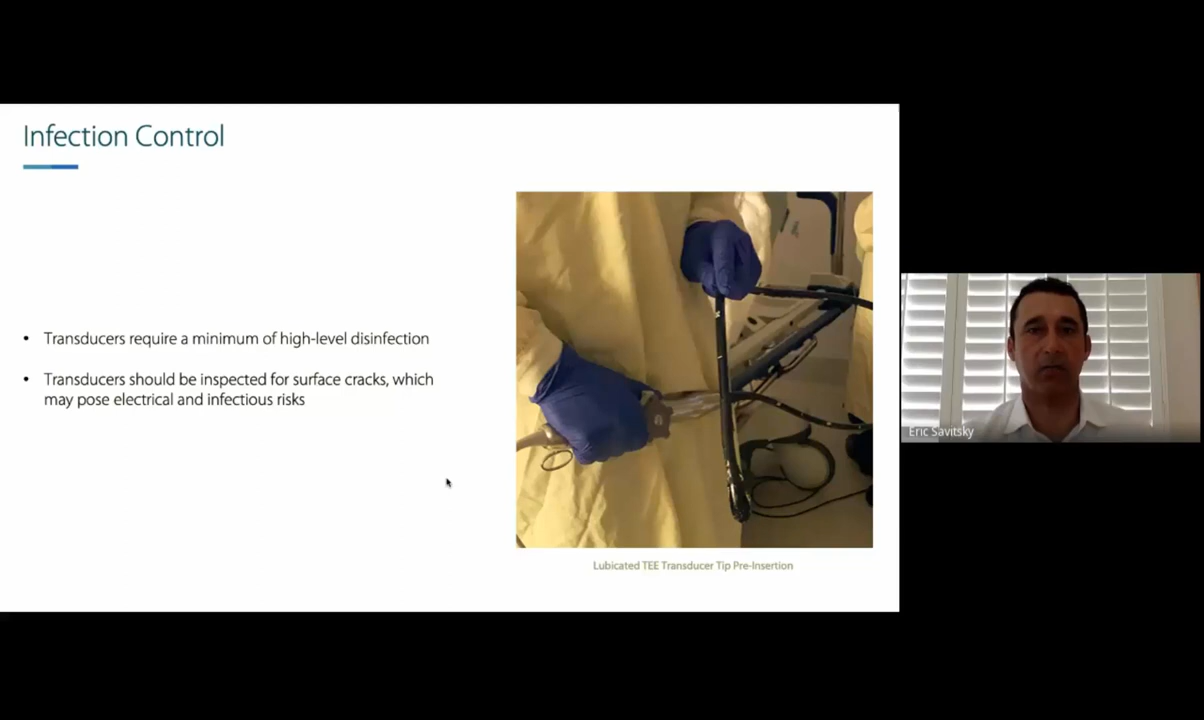 Infection Control
• Transducers require a minimum of high-level disinfection
• Transducers should be inspected for surface cracks, which
may pose electrical and infectious risks
Lubicated TEE Transducer Tip Pre-Insertion
Eric Savitsky